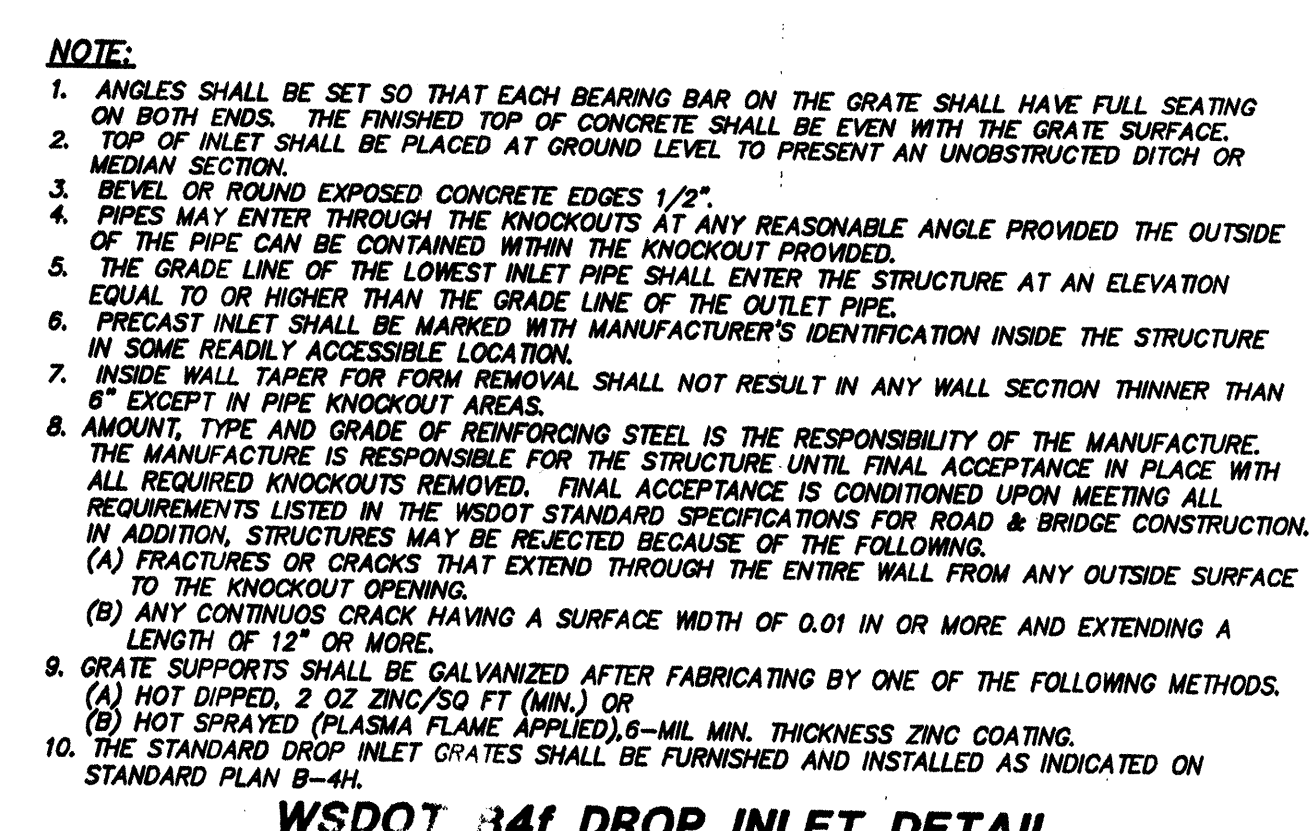 NOTE:
1. ANGLES SHALL BE SET SO THAT EACH BEARING BAR ON THE GRATE SHALL HAVE FULL SEATING
ON BOTH ENDS. THE FINISHED TOP OF CONCRETE SHALL BE EVEN WITH THE GRATE SURFACE.
2. TOP OF INLET SHALL BE PLACED AT GROUND LEVEL TO PRESENT AN UNOBSTRUCTED DITCH OR
MEDIAN SECTION.
3. BEVEL OR ROUND EXPOSED CONCRETE EDGES 1/2".
4. PIPES MAY ENTER THROUGH THE KNOCKOUTS AT ANY REASONABLE ANGLE PROVIDED THE OUTSIDE
OF THE PIPE CAN BE CONTAINED WITHIN THE KNOCKOUT PROVIDED.
5. THE GRADE LINE OF THE LOWEST INLET PIPE SHALL ENTER THE STRUCTURE AT AN ELEVATION
EQUAL TO OR HIGHER THAN THE GRADE LINE OF THE OUTLET PIPE.
6. PRECAST INLET SHALL BE MARKED WITH MANUFACTURER'S IDENTIFICATION INSIDE THE STRUCTURE
IN SOME READILY ACCESSIBLE LOCATION.
7. INSIDE WALL TAPER FOR FORM REMOVAL SHALL NOT RESULT IN ANY WALL SECTION THINNER THAN
6" EXCEPT IN PIPE KNOCKOUT AREAS.
8. AMOUNT, TYPE AND GRADE OF REINFORCING STEEL IS THE RESPONSIBILITY OF THE MANUFACTURE.
THE MANUFACTURE IS RESPONSIBLE FOR THE STRUCTURE UNTIL FINAL ACCEPTANCE IN PLACE WITH
ALL REQUIRED KNOCKOUTS REMOVED. FINAL ACCEPTANCE IS CONDITIONED UPON MEETING ALL
REQUIREMENTS LISTED IN THE WSDOT STANDARD SPECIFICATIONS FOR ROAD & BRIDGE CONSTRUCTION.
IN ADDITION, STRUCTURES MAY BE REJECTED BECAUSE OF THE FOLLOWING.
(A) FRACTURES OR CRACKS THAT EXTEND THROUGH THE ENTIRE WALL FROM ANY OUTSIDE SURFACE
TO THE KNOCKOUT OPENING.
(B) ANY CONTINUOS CRACK HAVING A SURFACE WIDTH OF 0.01 IN OR MORE AND EXTENDING A
LENGTH OF 12" OR MORE.
9. GRATE SUPPORTS SHALL BE GALVANIZED AFTER FABRICATING BY ONE OF THE FOLLOWING METHODS.
(A) HOT DIPPED, 2 OZ ZINC/SQ FT (MIN.) OR
(B) HOT SPRAYED (PLASMA FLAME APPLIED),6-MIL MIN. THICKNESS ZINC COATING.
10. THE STANDARD DROP INLET GRATES SHALL BE FURNISHED AND INSTALLED AS INDICATED ON
STANDARD PLAN B-4H.
WSDOT B4f DROP INLET DETAIL